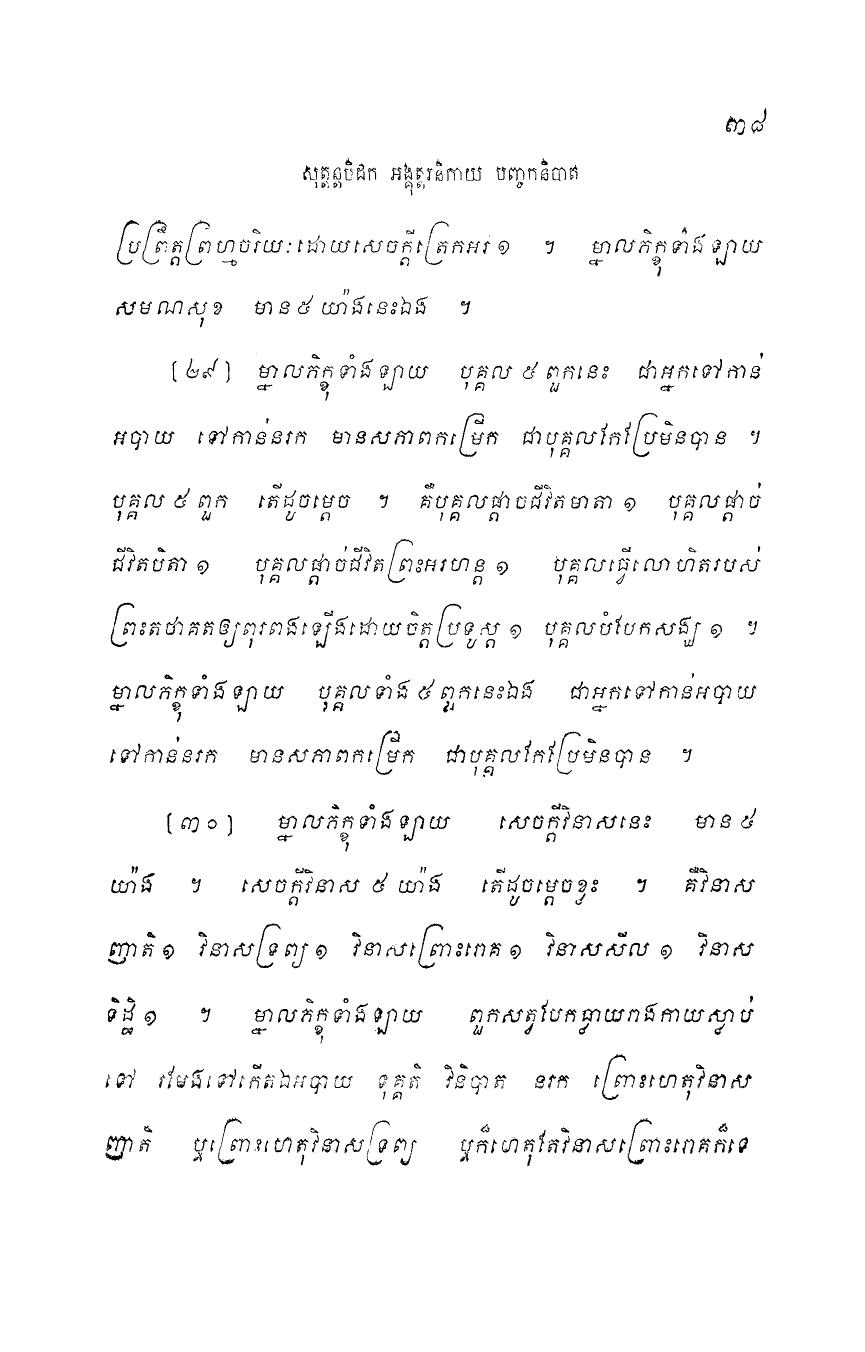 ៣៨
សុត្តន្តបិដក អង្គុត្តរនិកាយ បញ្ចកនិបាត
ប្រព្រឹត្តព្រហ្មចរិយៈដោយសេចក្តីត្រេកអរ ១ ។ ម្នាលភិក្ខុទាំងឡាយ
សមណសុខ មាន ៥ យ៉ាងនេះឯង ។
[២៩] ម្នាលភិក្ខុទាំងឡាយ បុគ្គល ៥ ពួកនេះ ជាអ្នកទៅកាន់
អបាយ ទៅកាន់នរក មានសភាពកម្រើក ជាបុគ្គលកែប្រែមិនបាន ។
បុគ្គល ៥ ពួក តើដូចម្តេច ។ គឺបុគ្គលផ្តាចជីវិតមាតា ១ បុគ្គលផ្តាច់
ជីវិតបិតា ១ បុគ្គលផ្តាច់ជីវិតព្រះអរហន្ត ១ បុគ្គលធ្វើលោហិតរបស់
ព្រះតថាគតឲ្យពុរពងឡើងដោយចិត្តប្រទូស្ត ១ បុគ្គលបំបែកសង្ឃ ១ ។
ម្នាលភិក្ខុទាំងឡាយ បុគ្គលទាំង ៥ ពួកនេះឯង ជាអ្នកទៅកាន់អបាយ
ទៅកាន់នរក មានសភាពកម្រើក ជាបុគ្គលកែប្រែមិនបាន ។
[៣០] ម្នាលភិក្ខុទាំងឡាយ សេចក្តីវិនាសនេះ មាន ៥
យ៉ាង ។ សេចក្តីវិនាស ៥ យ៉ាង តើដូចម្តេចខ្លះ ។ គឺវិនាស
ញាតិ ១ វិនាសទ្រព្យ ១ វិនាសព្រោះរោគ ១ វិនាសសីល ១ វិនាស
ទិដ្ឋិ ១ ។ ម្នាលភិក្ខុទាំងឡាយ ពួកសត្វបែកធ្លាយរាងកាយស្លាប់
ទៅ រមែងទៅកើតឯអបាយ ទុគ្គតិ វិនិបាត នរក ព្រោះហេតុវិនាស
ញាតិ ឬព្រោះហេតុវិនាសទ្រព្យ ឬក៏ហេតុតែវិនាសព្រោះរោគក៏ទេ